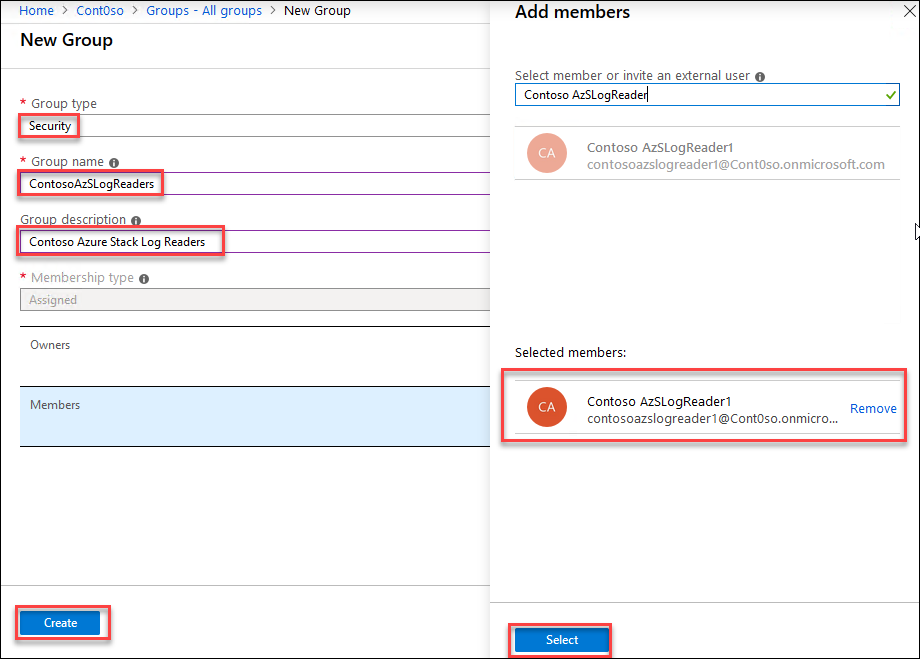 Home > Cont0so > Groups - All groups > New Group
New Group
* Group type
Security
* Group name
ContosoAzSLogReaders
Group description
Contoso Azure Stack Log Readers
* Membership type
Assigned
Owners
Members
Create
Add members
Select member or invite an external user
Contoso AzSLogReader
CA
Contoso AzSLogReader1
contosoazslogreader1@Cont0so.onmicrosoft.com
Selected members:
CA
Contoso AzSLogReader1
Remove
contosoazslogreader1@Cont0so.onmicro...
Select